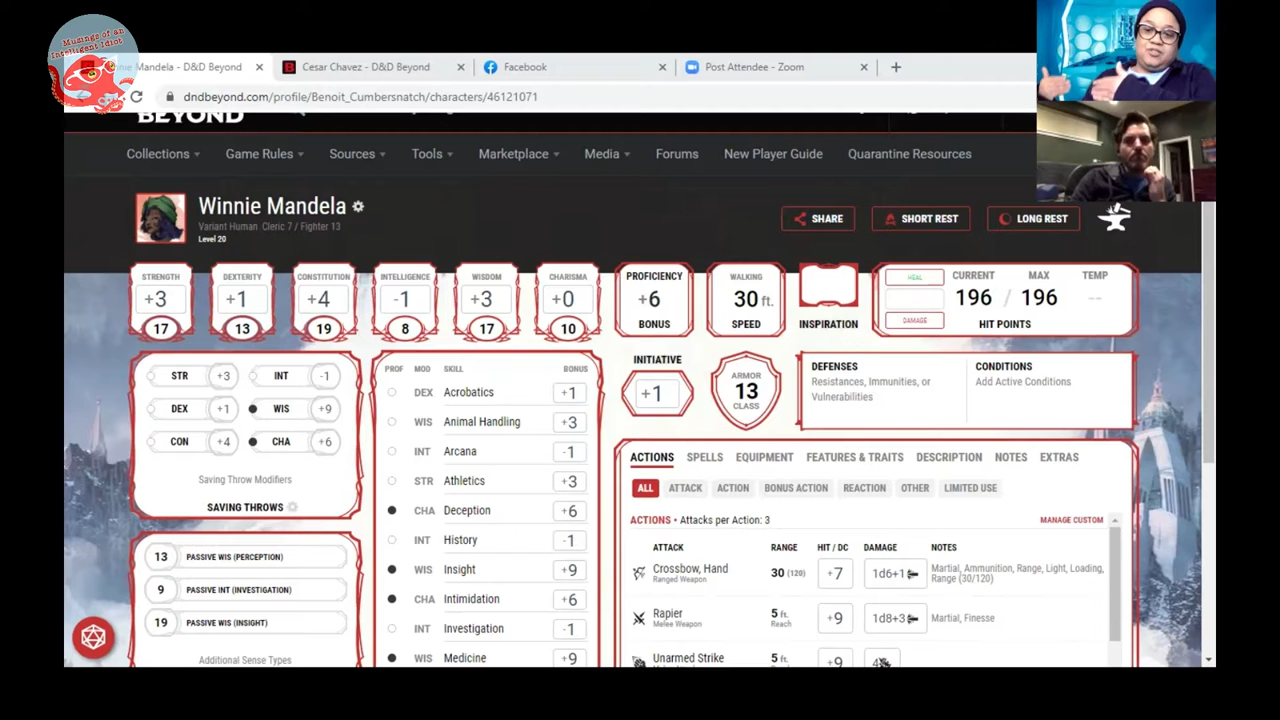 Musings of an
Intelligent Idiot
nie Mandela - D&D Beyond
Cesar Chavez - D&D Beyond
Facebook
Post Attendee - Zoom
dndbeyond.com/profile/Benoit_Cumbersnatch/characters/46121071
BEYOND
Collections Game Rules Sources Tools Marketplace Media Forums New Player Guide Quarantine Resources
Winnie Mandela
Variant Human Cleric 7 / Fighter 13
Level 20
SHARE SHORT REST LONG REST
STRENGTH DEXTERITY CONSTITUTION INTELLIGENCE WISDOM CHARISMA
+3 +1 +4 -1 +3 +0
17 13 19 8 17 10
PROFICIENCY
+6
BONUS
WALKING
30 ft.
SPEED
INSPIRATION
HEAL
DAMAGE
CURRENT MAX TEMP
196 / 196 --
HIT POINTS
STR +3 INT -1
DEX +1 WIS +9
CON +4 CHA +6
Saving Throw Modifiers
SAVING THROWS
13 PASSIVE WIS (PERCEPTION)
9 PASSIVE INT (INVESTIGATION)
19 PASSIVE WIS (INSIGHT)
Additional Sense Types
PROF MOD SKILL BONUS
DEX Acrobatics +1
WIS Animal Handling +3
INT Arcana -1
STR Athletics +3
CHA Deception +6
INT History -1
WIS Insight +9
CHA Intimidation +6
INT Investigation -1
WIS Medicine +9
INITIATIVE
+1
ARMOR
13
CLASS
DEFENSES
Resistances, Immunities, or
Vulnerabilities
CONDITIONS
Add Active Conditions
ACTIONS SPELLS EQUIPMENT FEATURES & TRAITS DESCRIPTION NOTES EXTRAS
ALL ATTACK ACTION BONUS ACTION REACTION OTHER LIMITED USE
ACTIONS • Attacks per Action: 3
MANAGE CUSTOM
ATTACK RANGE HIT / DC DAMAGE NOTES
Crossbow, Hand
Ranged Weapon
30 (120) +7 1d6+1
Martial, Ammunition, Range, Light, Loading,
Range (30/120)
Rapier
Melee Weapon
5 ft.
Reach
+9 1d8+3 Martial, Finesse
Unarmed Strike
5 ft.
+9 4